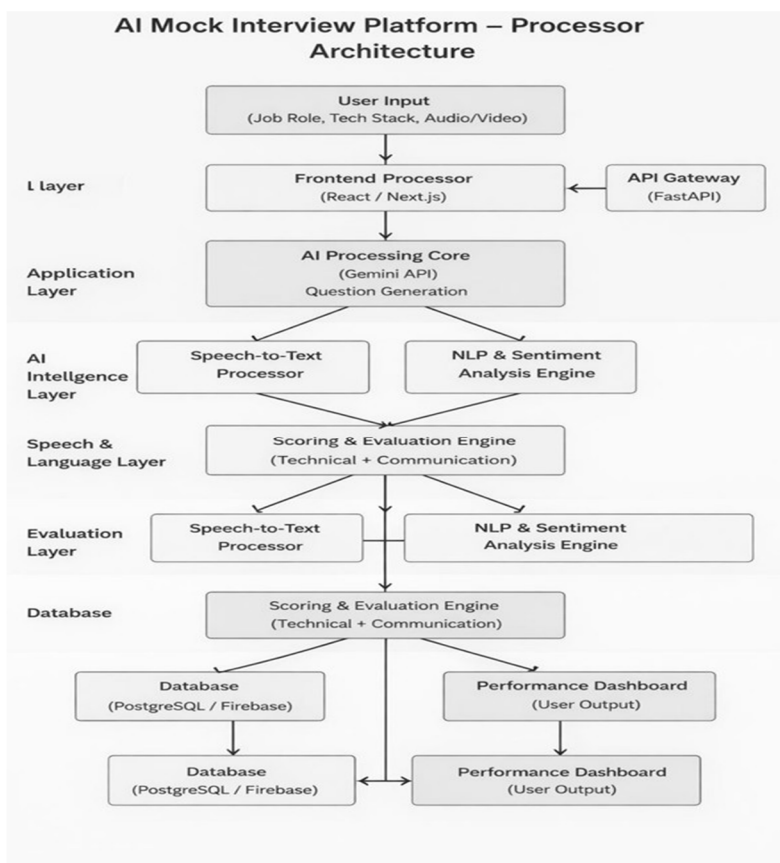 AI Mock Interview Platform – Processor
Architecture
User Input
(Job Role, Tech Stack, Audio/Video)
L layer
Frontend Processor
(React / Next.js)
API Gateway
(FastAPI)
Application
Layer
AI Processing Core
(Gemini API)
Question Generation
AI
Intellgence
Layer
Speech-to-Text
Processor
NLP & Sentiment
Analysis Engine
Speech &
Language Layer
Scoring & Evaluation Engine
(Technical + Communication)
Evaluation
Layer
Speech-to-Text
Processor
NLP & Sentiment
Analysis Engine
Database
Scoring & Evaluation Engine
(Technical + Communication)
Database
(PostgreSQL / Firebase)
Performance Dashboard
(User Output)
Database
(PostgreSQL / Firebase)
Performance Dashboard
(User Output)